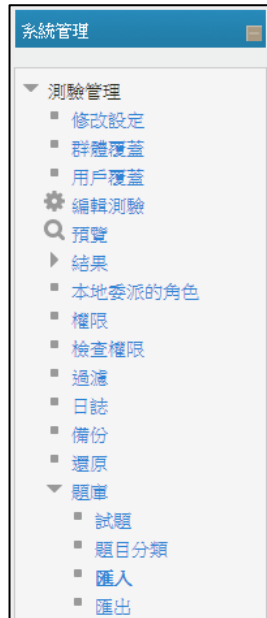 系統管理
測驗管理
修改設定
群體覆蓋
用戶覆蓋
編輯測驗
預覽
結果
本地委派的角色
權限
檢查權限
過濾
日誌
備份
還原
題庫
試題
題目分類
匯入
匯出